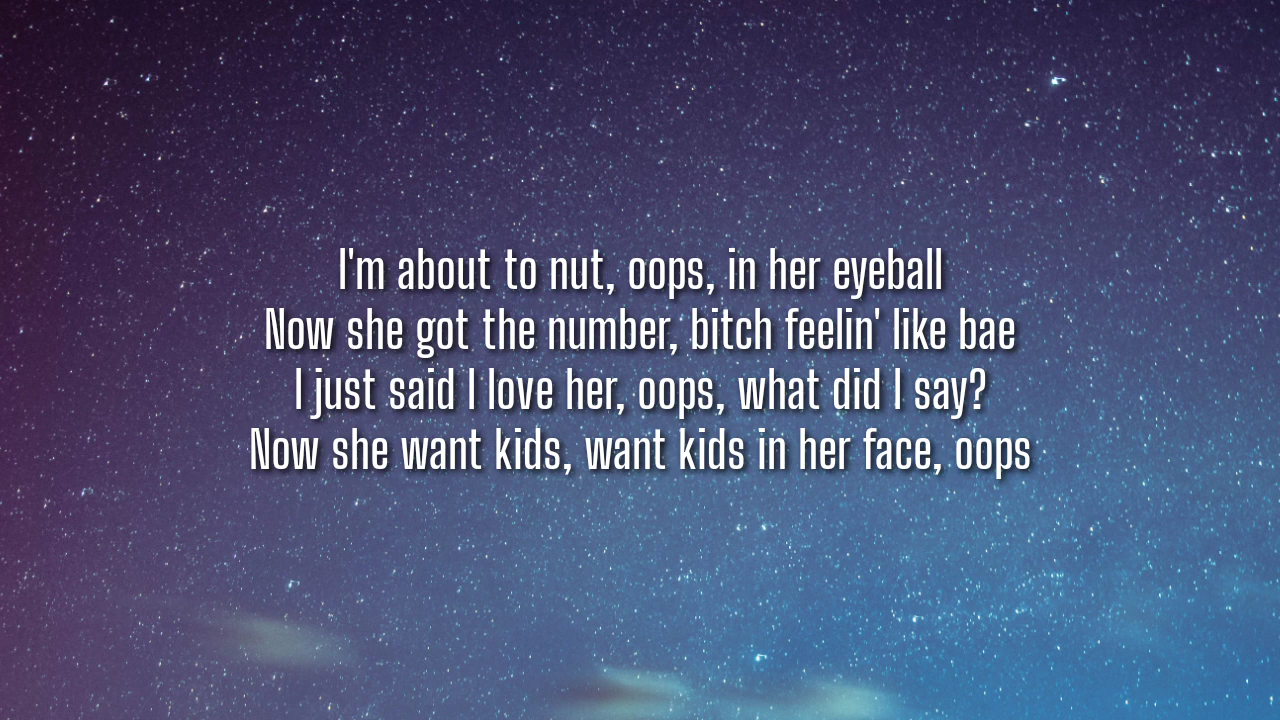 I'm about to nut, oops, in her eyeball
Now she got the number, bitch feelin' like bae
I just said I love her, oops, what did I say?
Now she want kids, want kids in her face, oops